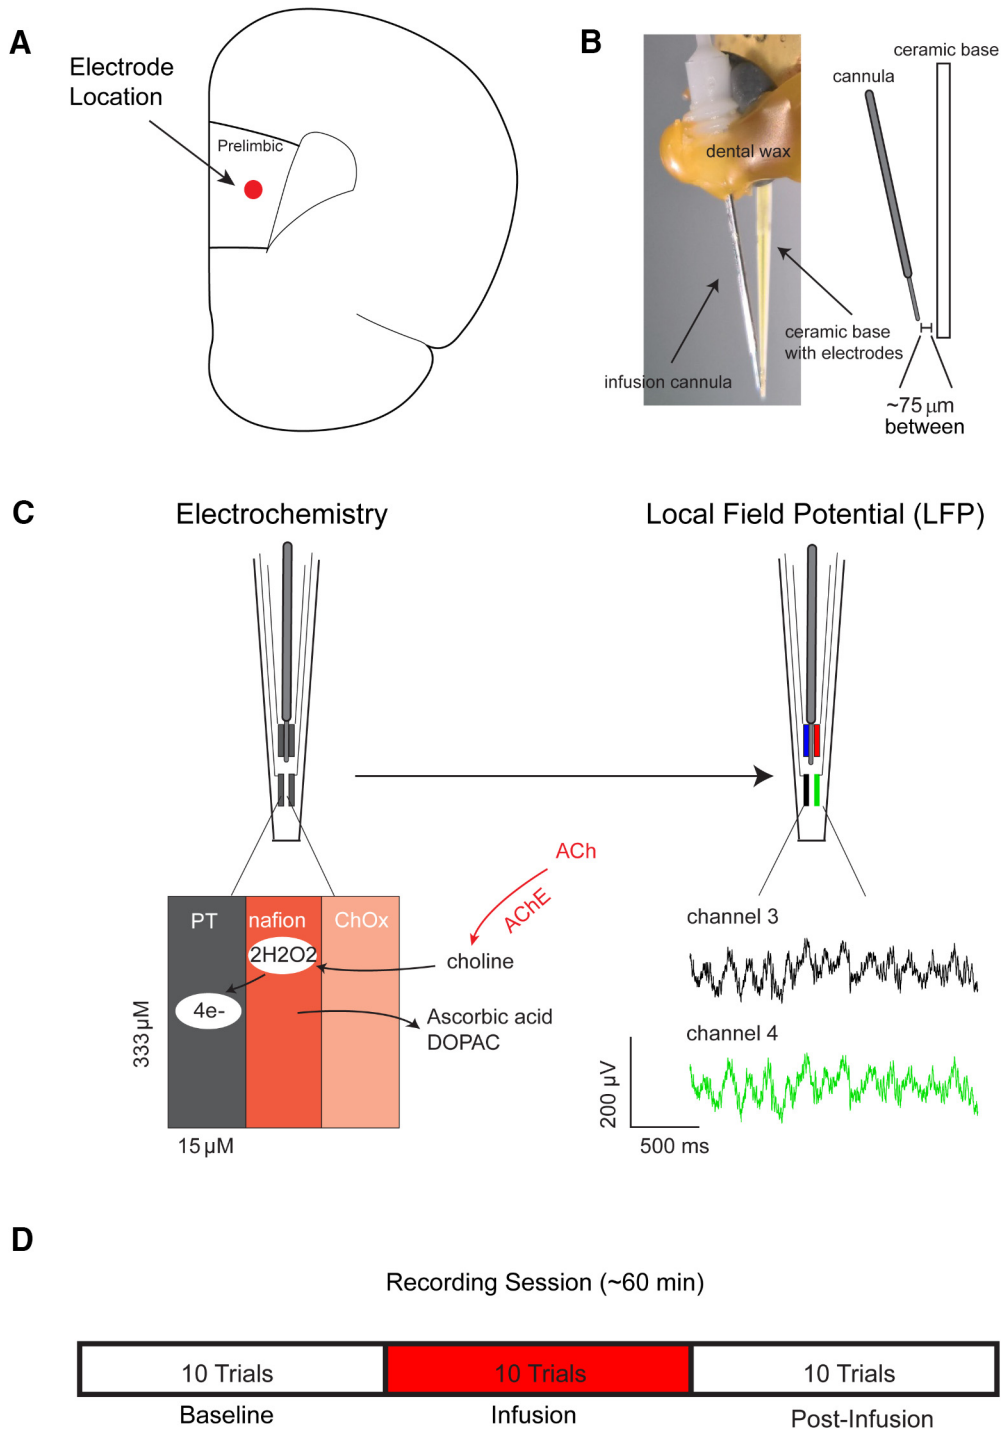 A
Electrode
Location
Prelimbic
B
ceramic base
cannula
dental wax
ceramic base
with electrodes
infusion cannula
~75 µm
between
C
Electrochemistry
Local Field Potential (LFP)
ACh
AChE
PT
nafion
ChOx
2H2O2
choline
4e-
Ascorbic acid
DOPAC
333 µM
15 µM
channel 3
channel 4
200 µV
500 ms
D
Recording Session (~60 min)
10 Trials
10 Trials
10 Trials
Baseline
Infusion
Post-Infusion